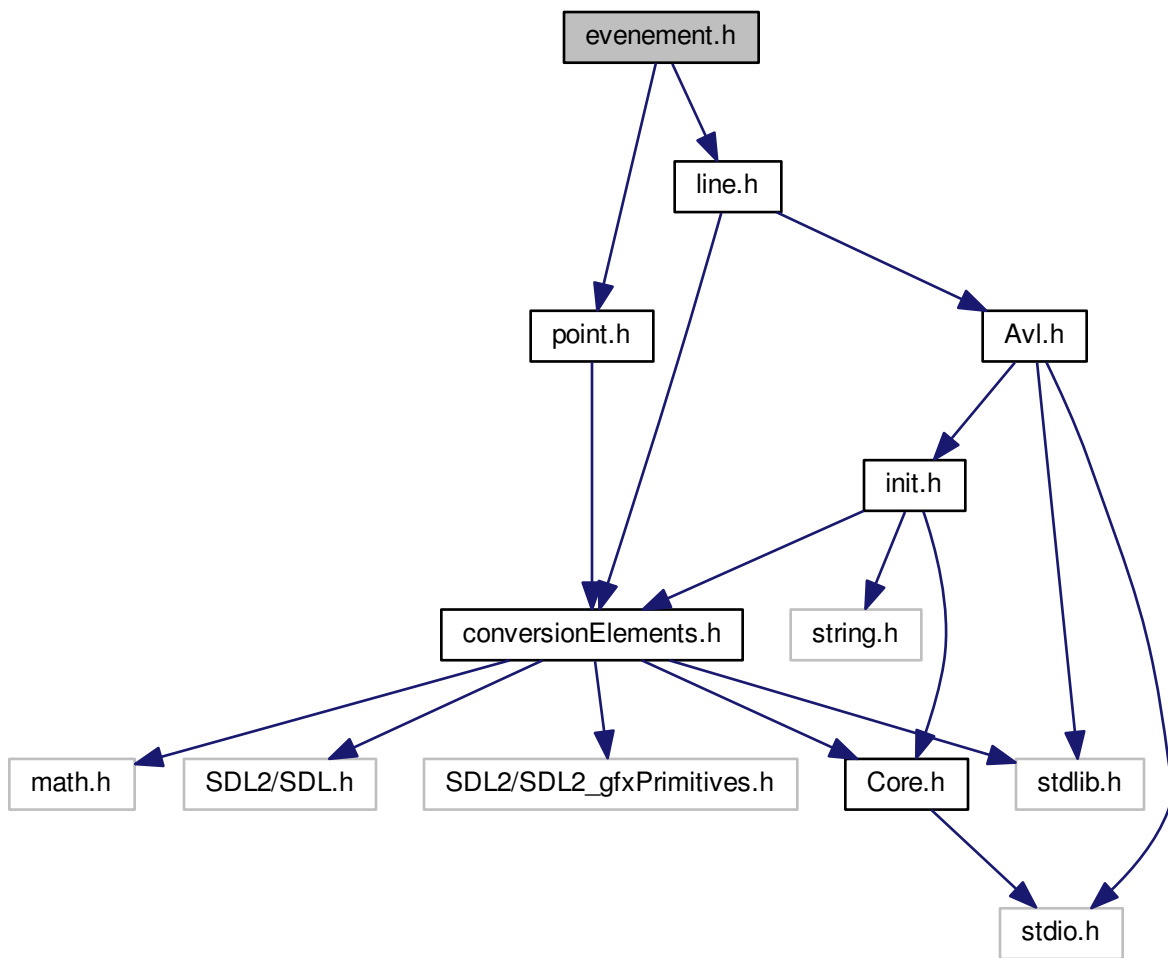 evenement.h
line.h
point.h
Avl.h
init.h
conversionElements.h
string.h
math.h
SDL2/SDL.h
SDL2/SDL2_gfxPrimitives.h
Core.h
stdlib.h
stdio.h